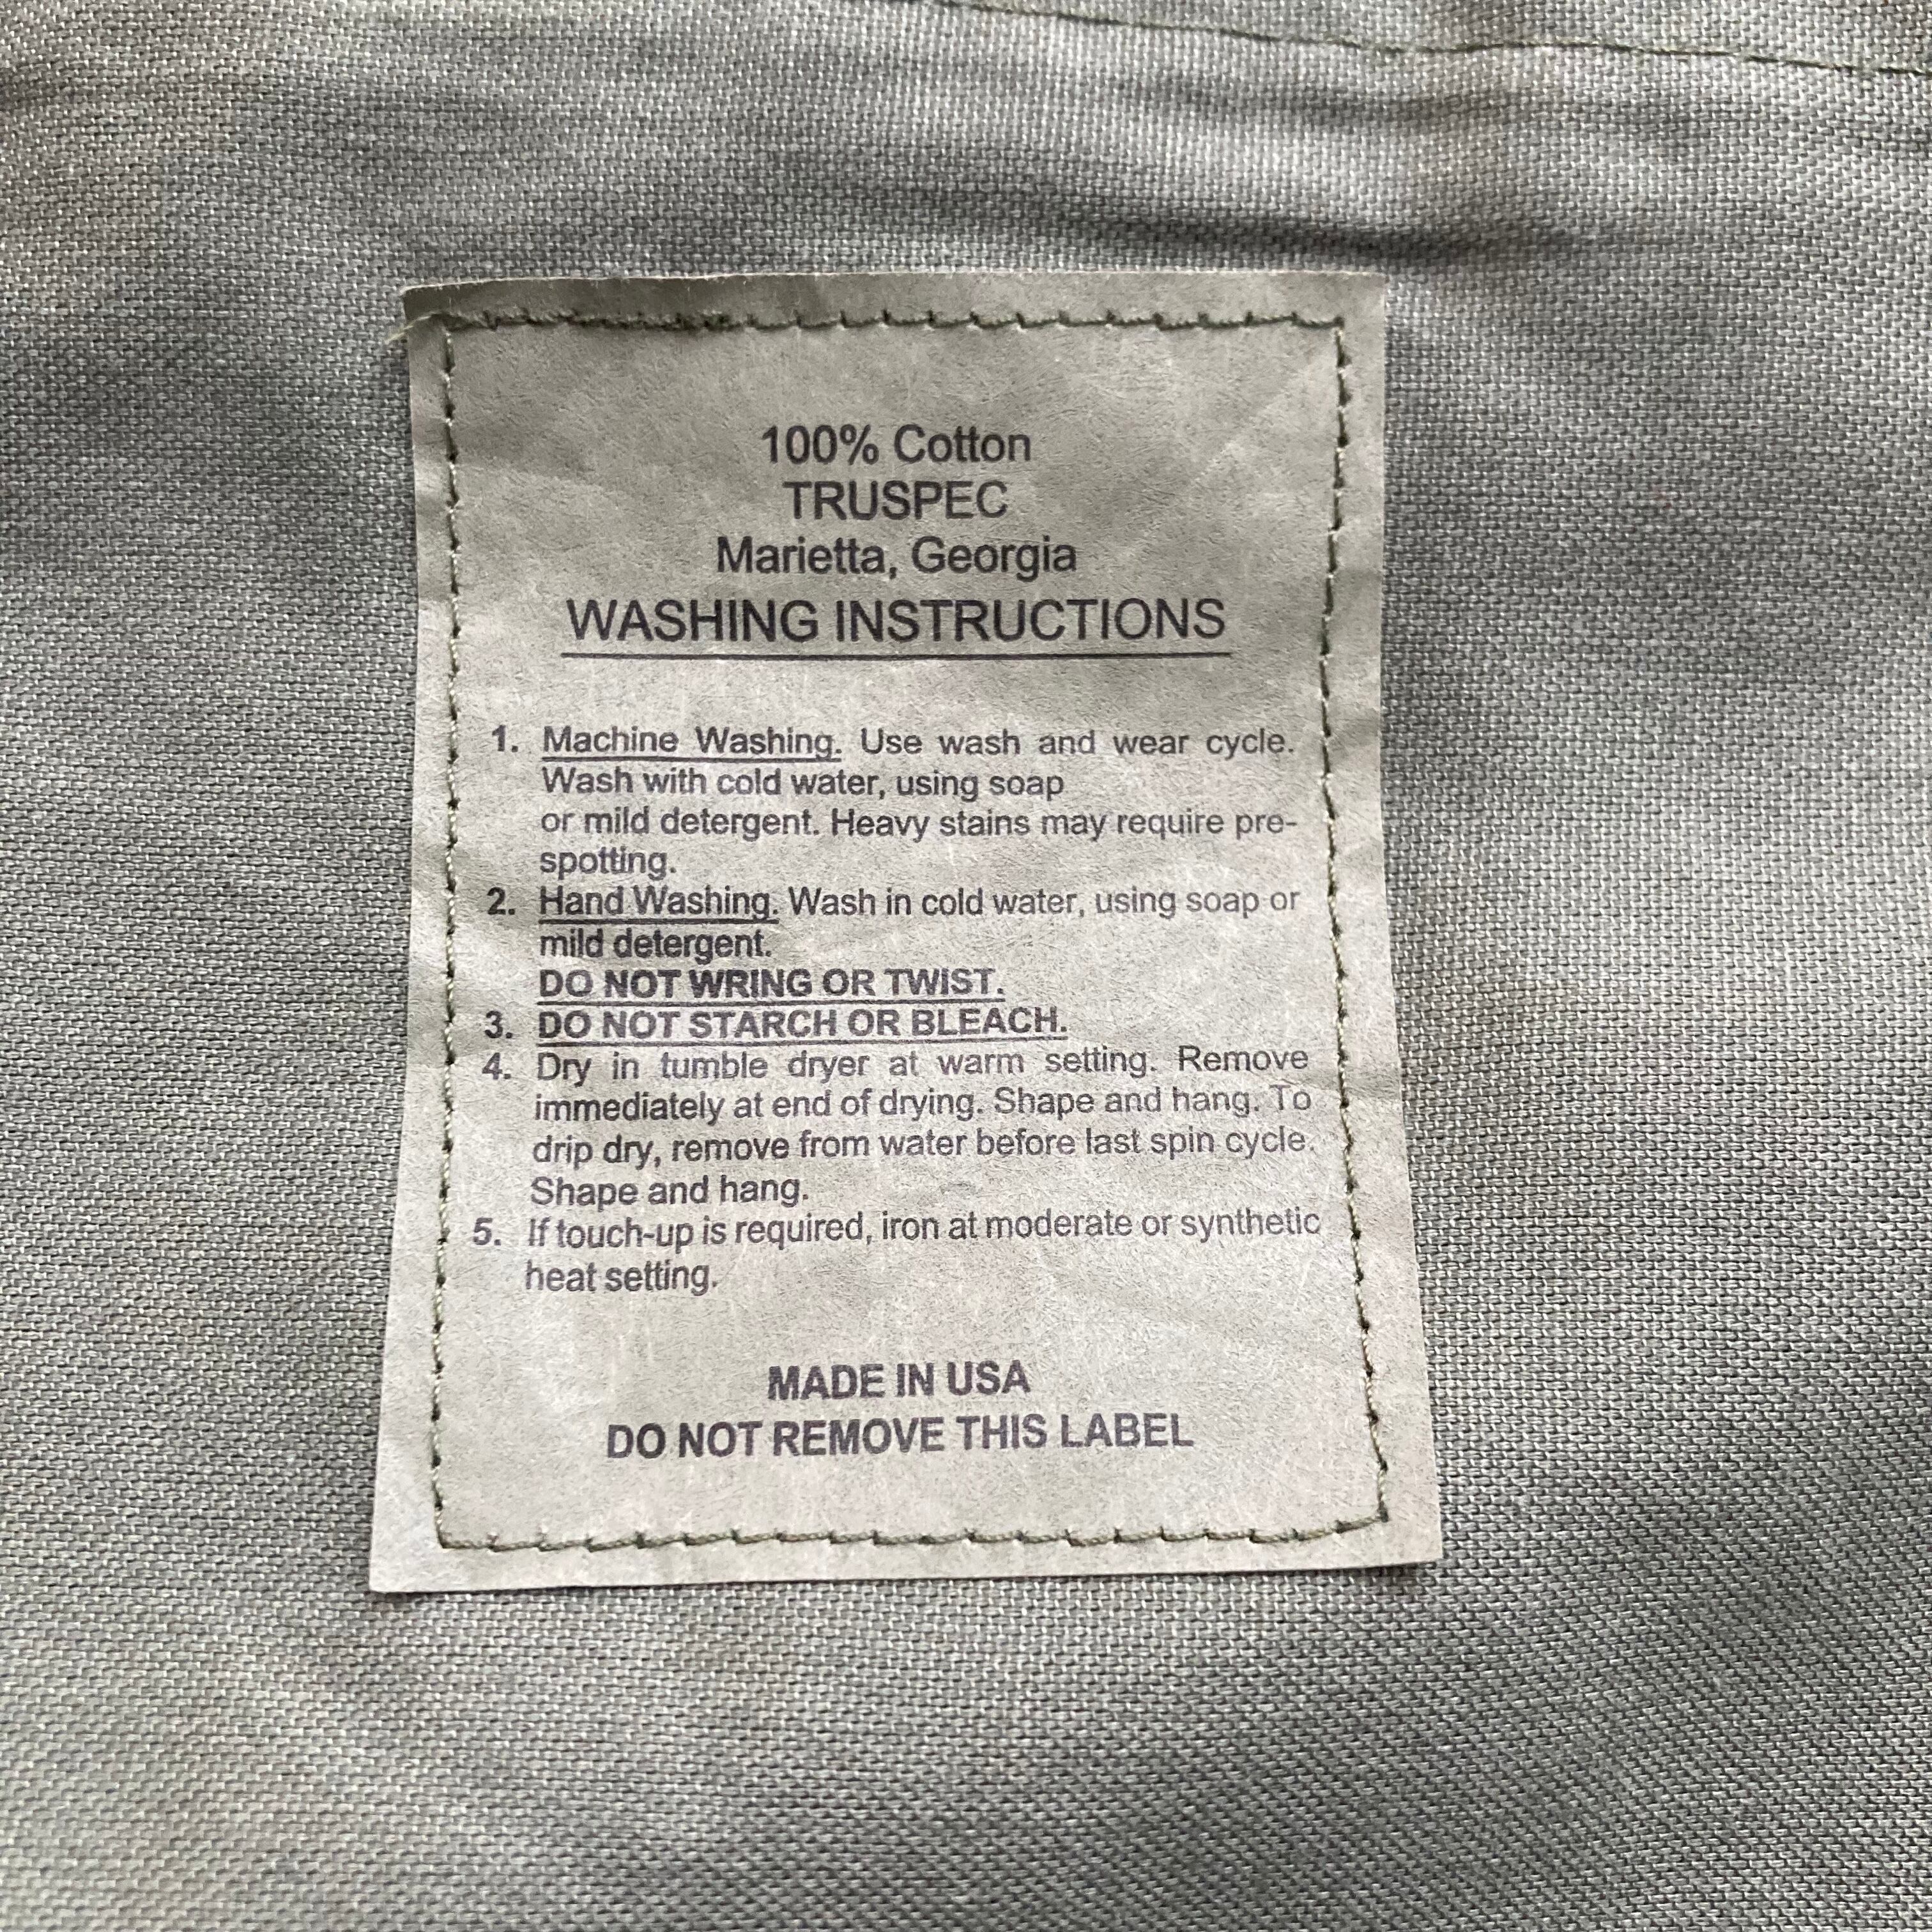 100% Cotton
TRUSPEC
Marietta, Georgia
WASHING INSTRUCTIONS
1. Machine Washing. Use wash and wear cycle.
Wash with cold water, using soap
or mild detergent. Heavy stains may require pre-
spotting.
2. Hand Washing. Wash in cold water, using soap or
mild detergent.
DO NOT WRING OR TWIST.
3. DO NOT STARCH OR BLEACH.
4. Dry in tumble dryer at warm setting. Remove
immediately at end of drying. Shape and hang. To
drip dry, remove from water before last spin cycle.
Shape and hang.
5. If touch-up is required, iron at moderate or synthetic
heat setting.
MADE IN USA
DO NOT REMOVE THIS LABEL